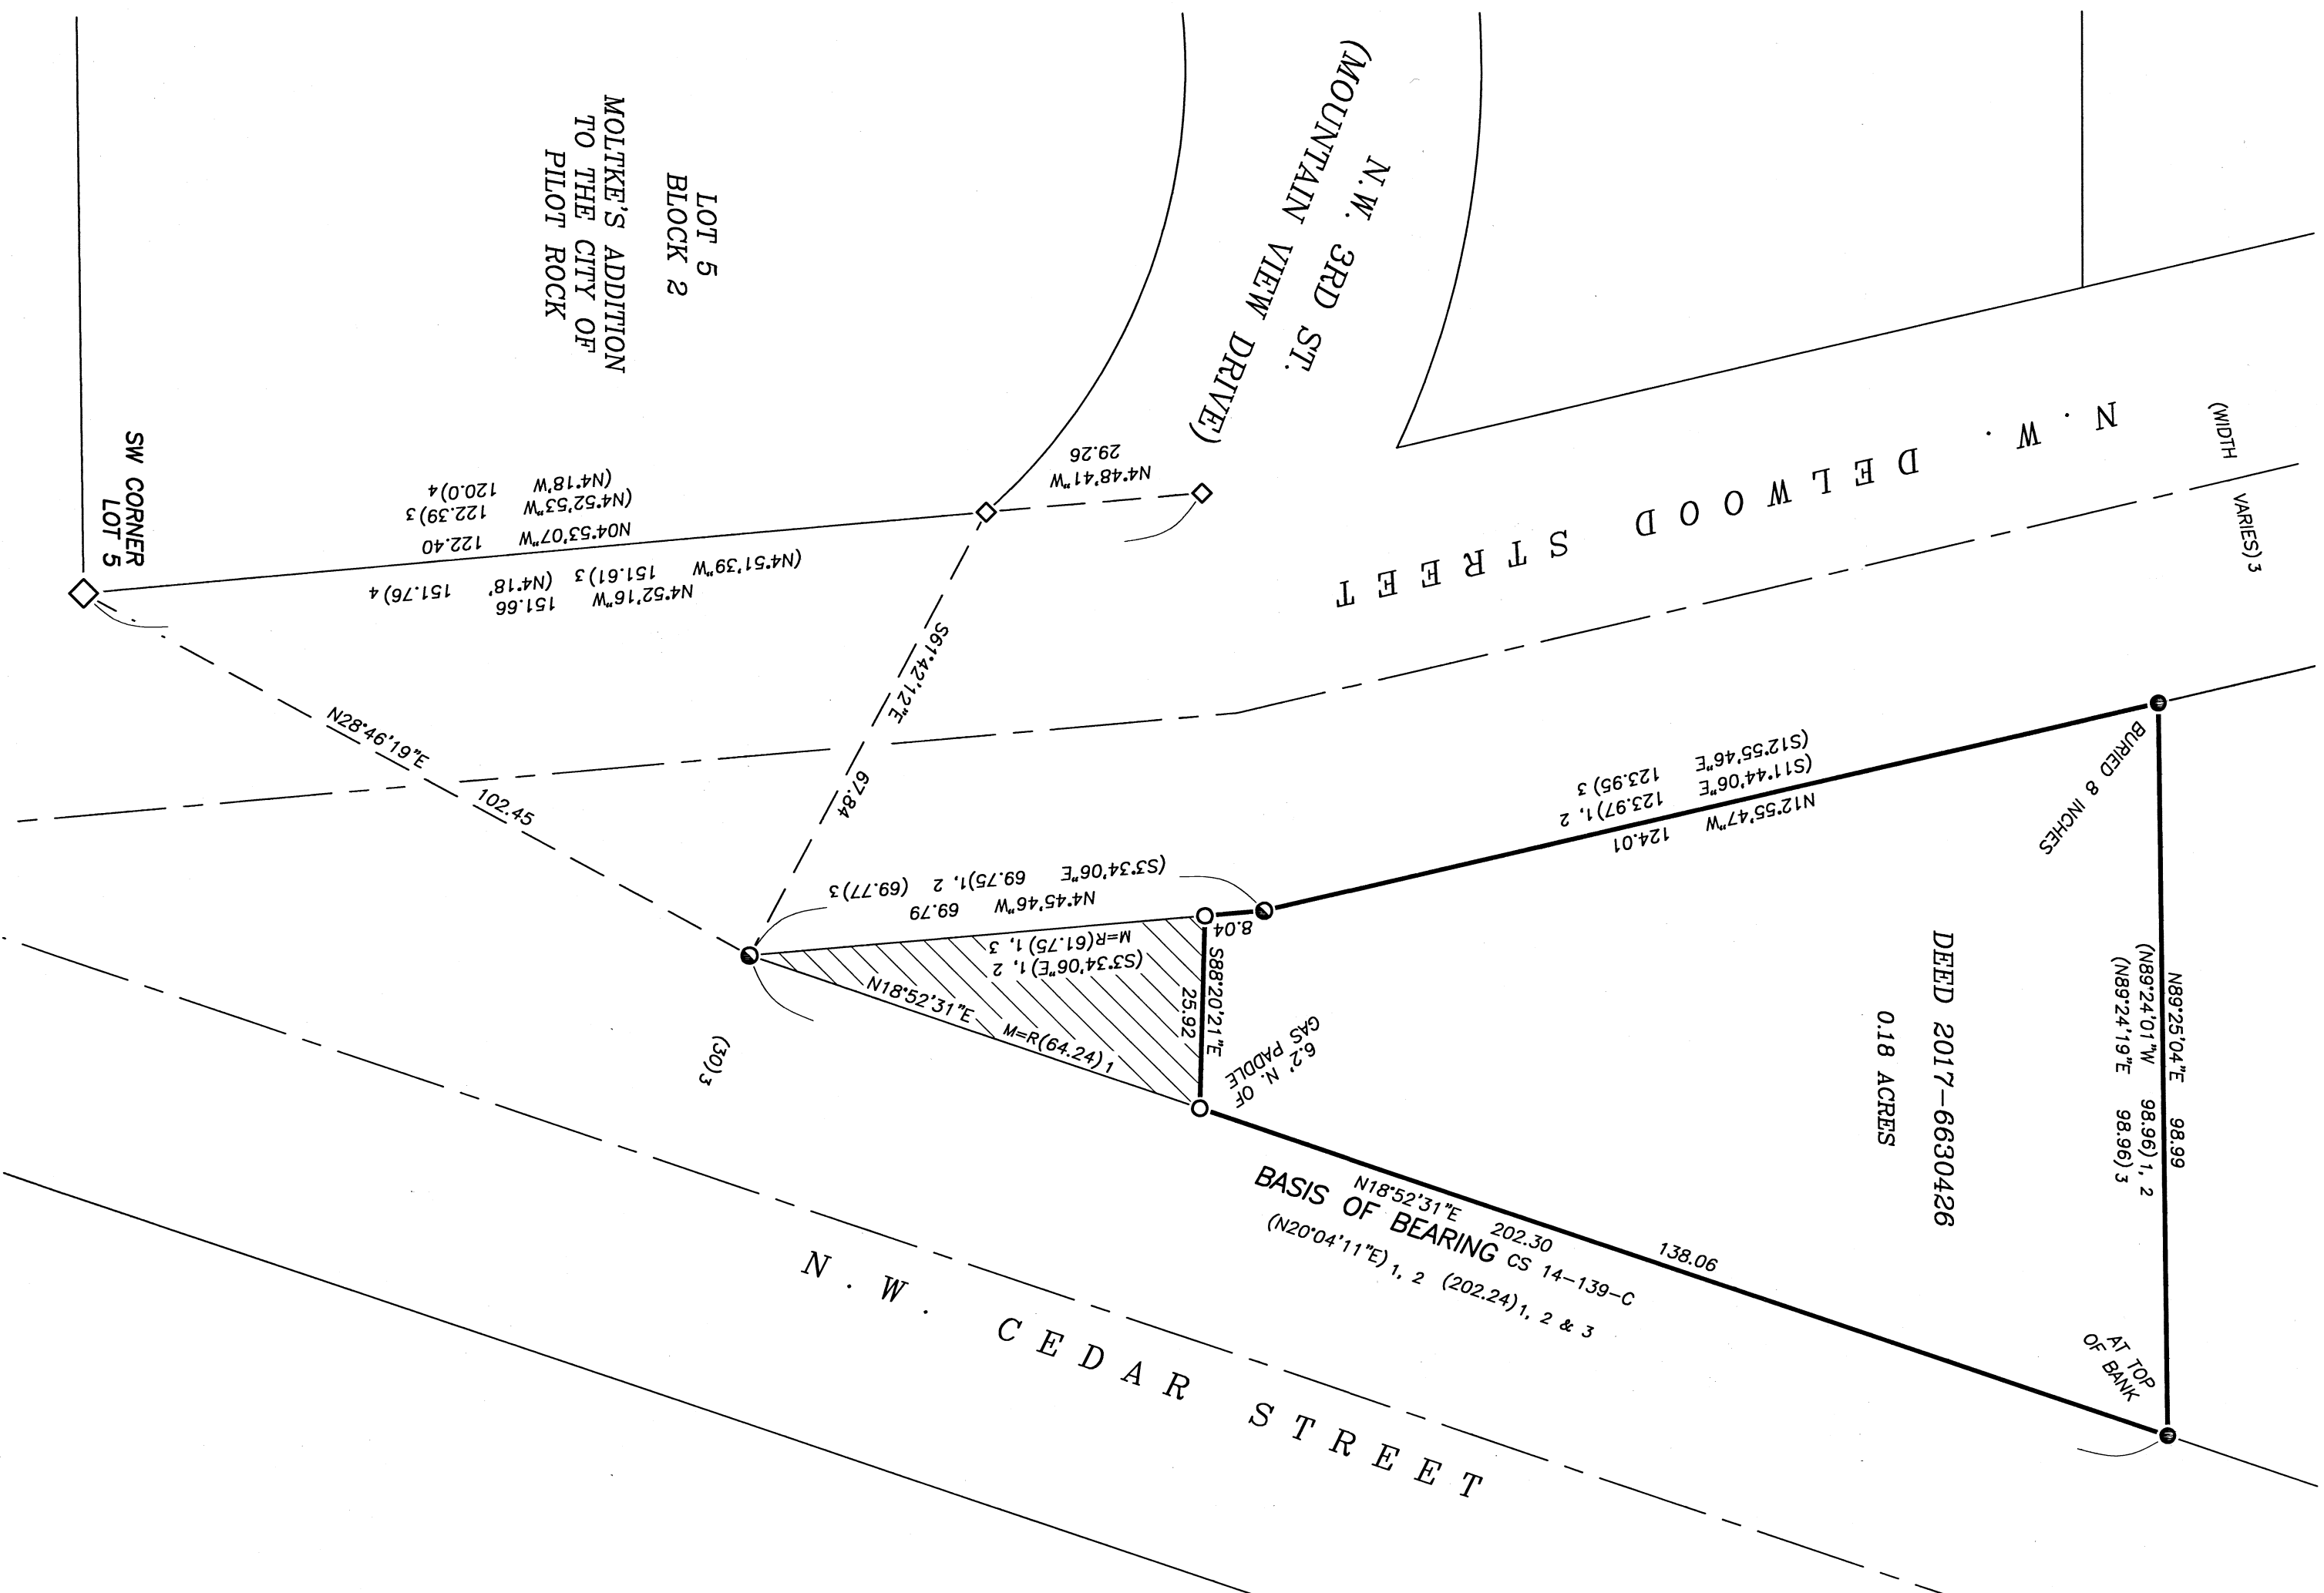 LOT 5
BLOCK 2
MOLTKE'S ADDITION
TO THE CITY OF
PILOT ROCK
N.W. 3RD ST.
(MOUNTAIN VIEW DRIVE)
N.W. DELWOOD STREET
(WIDTH VARIES)3
SW CORNER
LOT 5
(N4°18'W 120.0)4
(N4°52'53"W 122.39)3
N04°53'07"W 122.40
(N4°51'39"W 151.61)3 (N4°18' 151.76)4
N4°52'16"W 151.66
29.26
N4°48'41"W
S61°42'12"E 67.84
N28°46'19"E 102.45
(S3°34'06"E 69.75)1, 2 (69.77)3
N4°45'46"W 69.79
M=R(61.75) 1, 3
(S3°34'06"E) 1, 2
N18°52'31"E M=R(64.24) 1
8.04
S88°20'21"E
25.92
6.2' N. OF
GAS PADDLE
(S12°55'46"E 123.95) 3
(S11°44'06"E 123.97) 1, 2
N12°55'47"W 124.01
BURIED 8 INCHES
N89°25'04"E 98.99
(N89°24'01"W 98.96) 1, 2
(N89°24'19"E 98.96) 3
DEED 2017-6630426
0.18 ACRES
AT TOP
OF BANK
138.06
N18°52'31"E 202.30
BASIS OF BEARING CS 14-139-C
(N20°04'11"E) 1, 2 (202.24) 1, 2 & 3
(30)3
N.W. CEDAR STREET